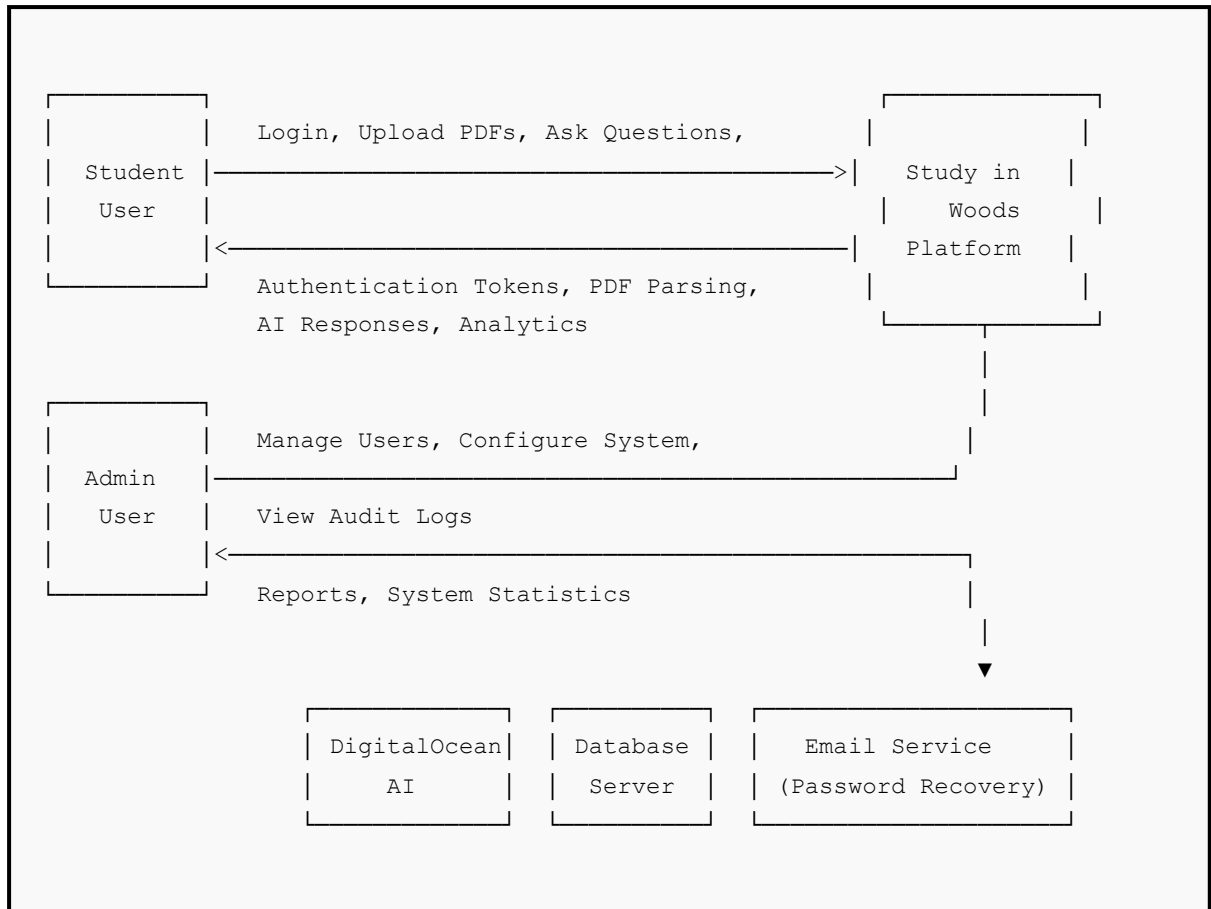 Login, Upload PDFs, Ask Questions,
Student
User
Study in
Woods
Platform
Authentication Tokens, PDF Parsing,
AI Responses, Analytics
Manage Users, Configure System,
Admin
User
View Audit Logs
Reports, System Statistics
DigitalOcean
AI
Database
Server
Email Service
(Password Recovery)